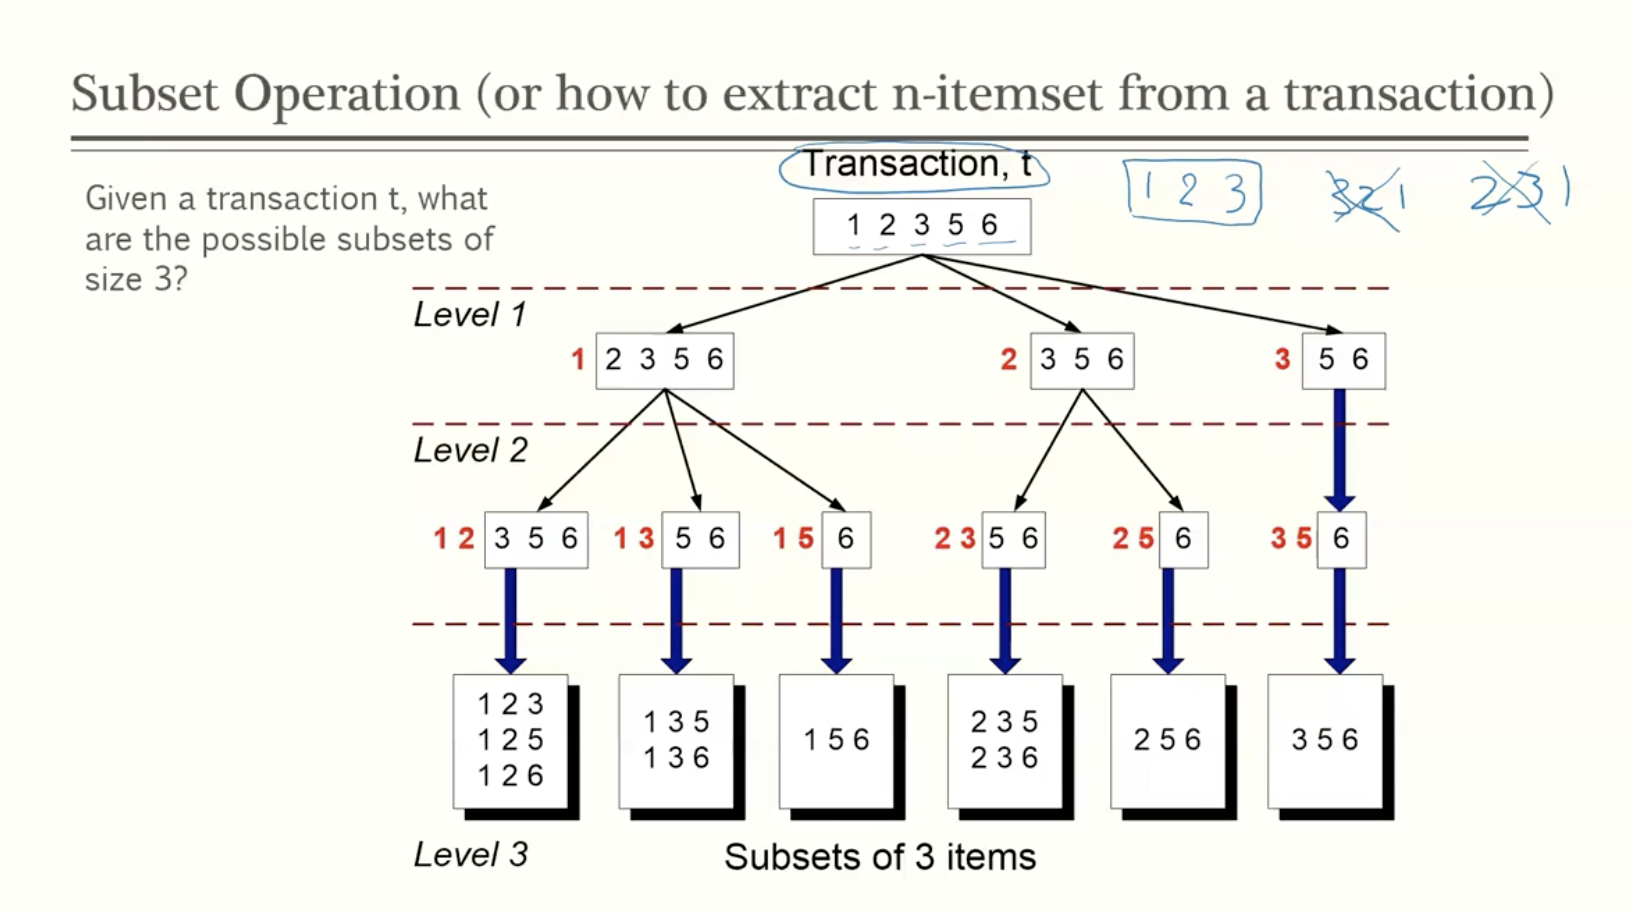 Subset Operation (or how to extract n-itemset from a transaction)
Given a transaction t, what
are the possible subsets of
size 3?
Transaction, t
1 2 3
3 2 1
2 3 1
1 2 3 5 6
Level 1
1 2 3 5 6
2 3 5 6
3 5 6
Level 2
1 2 3 5 6
1 3 5 6
1 5 6
2 3 5 6
2 5 6
3 5 6
1 2 3
1 2 5
1 2 6
1 3 5
1 3 6
1 5 6
2 3 5
2 3 6
2 5 6
3 5 6
Level 3
Subsets of 3 items